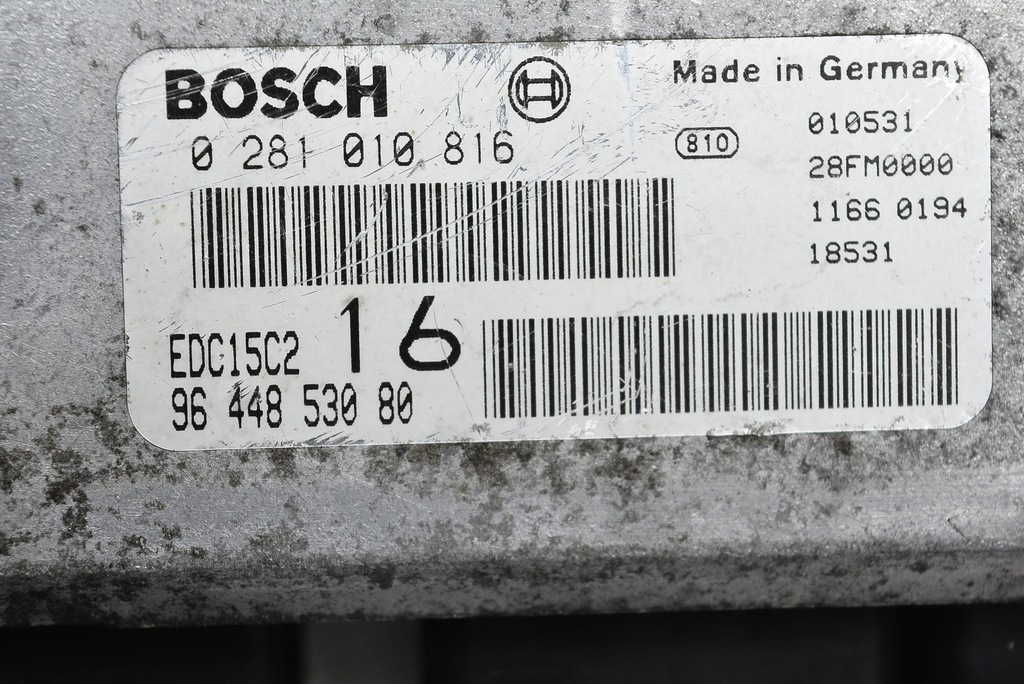 BOSCH
Made in Germany
0 281 010 816
810
010531
28FM0000
1166 0194
18531
EDC15C2
16
96 448 530 80